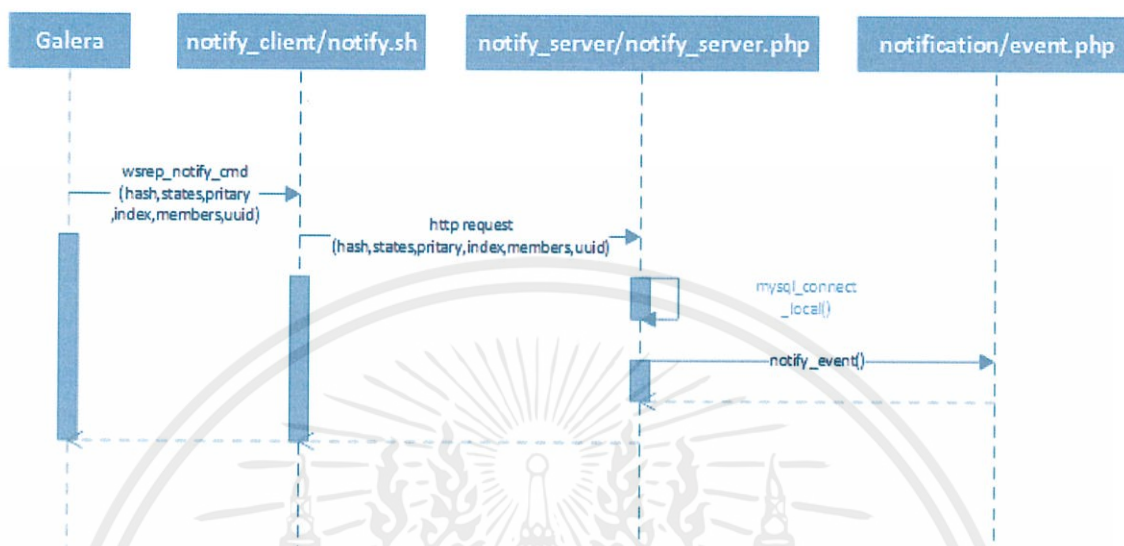 Galera
notify_client/notify.sh
notify_server/notify_server.php
notification/event.php
wsrep_notify_cmd
(hash,states,pritary
,index,members,uuid)
http request
(hash,states,pritary,index,members,uuid)
mysql_connect
_local()
notify_event()